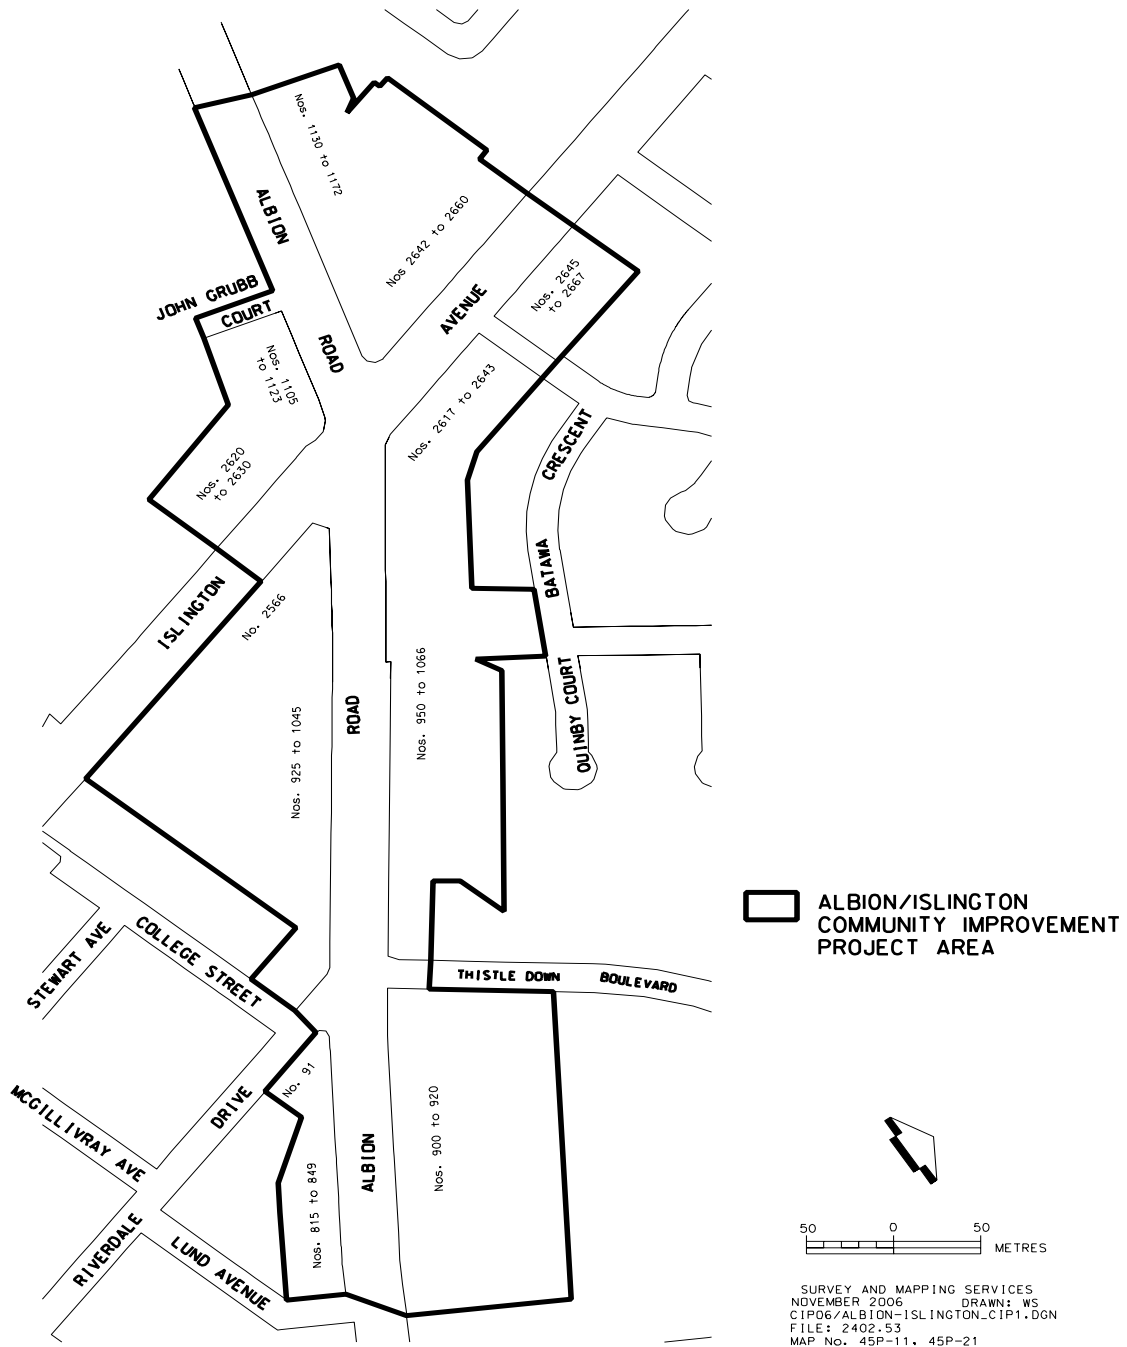 Nos. 1130 to 1172
ALBION
Nos 2642 to 2660
JOHN GRUBB
COURT
AVENUE
Nos. 2645
to 2667
ROAD
Nos. 1105
to 1123
Nos. 2617 to 2643
CRESCENT
Nos. 2620
to 2630
BATAWA
ISLINGTON
No. 2566
Nos. 925 to 1045
ROAD
Nos. 950 to 1066
QUINBY COURT
ALBION/ISLINGTON
COMMUNITY IMPROVEMENT
PROJECT AREA
STEWART AVE
COLLEGE STREET
THISTLE DOWN BOULEVARD
No. 91
DRIVE
MCGILLIVRAY AVE
Nos. 900 to 920
ALBION
Nos. 815 to 849
RIVERDALE
LUND AVENUE
50 0 50
METRES
SURVEY AND MAPPING SERVICES
NOVEMBER 2006 DRAWN: WS
CIP06/ALBION-ISLINGTON_CIP1.DGN
FILE: 2402.53
MAP No. 45P-11, 45P-21